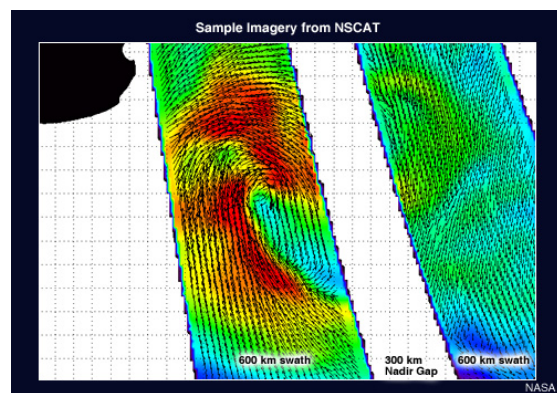 Sample Imagery from NSCAT
600 km swath
300 km
Nadir Gap
600 km swath
NASA